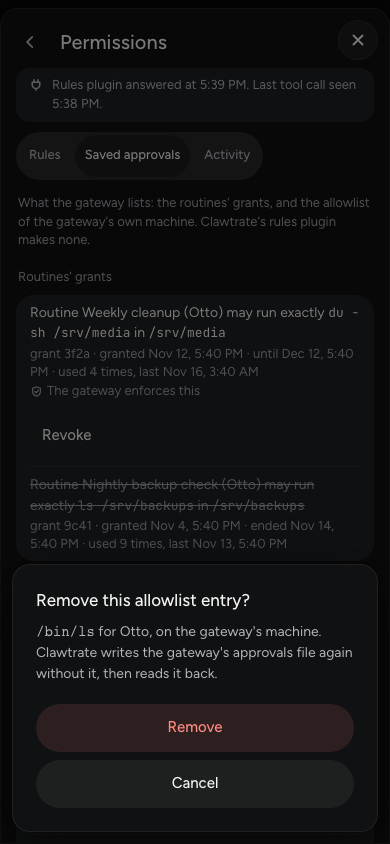 Permissions
Rules plugin answered at 5:39 PM. Last tool call seen
5:38 PM.
Rules Saved approvals Activity
What the gateway lists: the routines' grants, and the allowlist
of the gateway's own machine. Clawtrate's rules plugin
makes none.
Routines' grants
Routine Weekly cleanup (Otto) may run exactly du -
sh /srv/media in /srv/media
grant 3f2a · granted Nov 12, 5:40 PM · until Dec 12, 5:40
PM · used 4 times, last Nov 16, 3:40 AM
The gateway enforces this
Revoke
Routine Nightly backup check (Otto) may run
exactly ls /srv/backups in /srv/backups
grant 9c41 · granted Nov 4, 5:40 PM · ended Nov 14,
5:40 PM · used 9 times, last Nov 13, 5:40 PM
Remove this allowlist entry?
/bin/ls for Otto, on the gateway's machine.
Clawtrate writes the gateway's approvals file again
without it, then reads it back.
Remove
Cancel